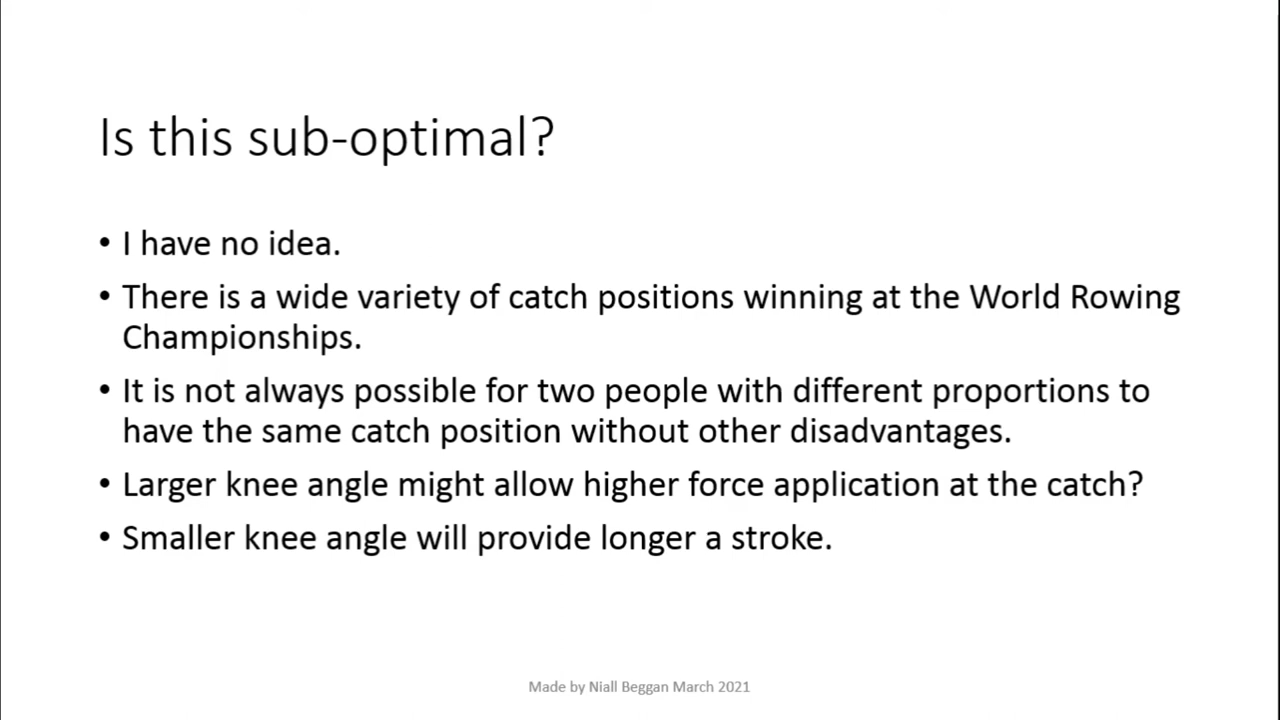 Is this sub-optimal?
• I have no idea.
• There is a wide variety of catch positions winning at the World Rowing
Championships.
• It is not always possible for two people with different proportions to
have the same catch position without other disadvantages.
• Larger knee angle might allow higher force application at the catch?
• Smaller knee angle will provide longer a stroke.
Made by Niall Beggan March 2021